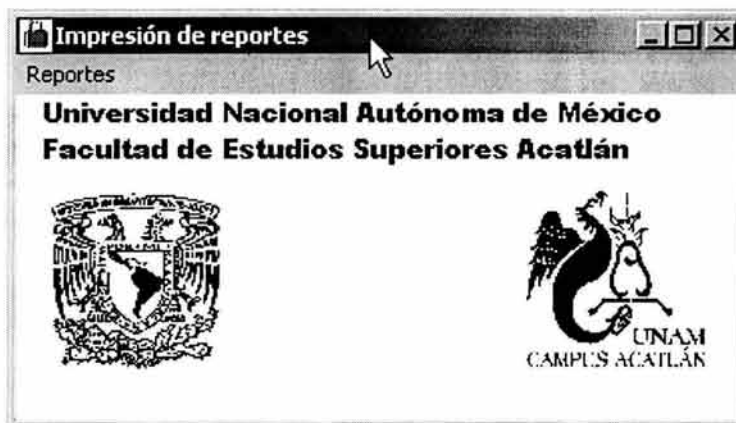 Impresión de reportes
Reportes
Universidad Nacional Autónoma de México
Facultad de Estudios Superiores Acatlán
UNAM
CAMPUS ACATLÁN